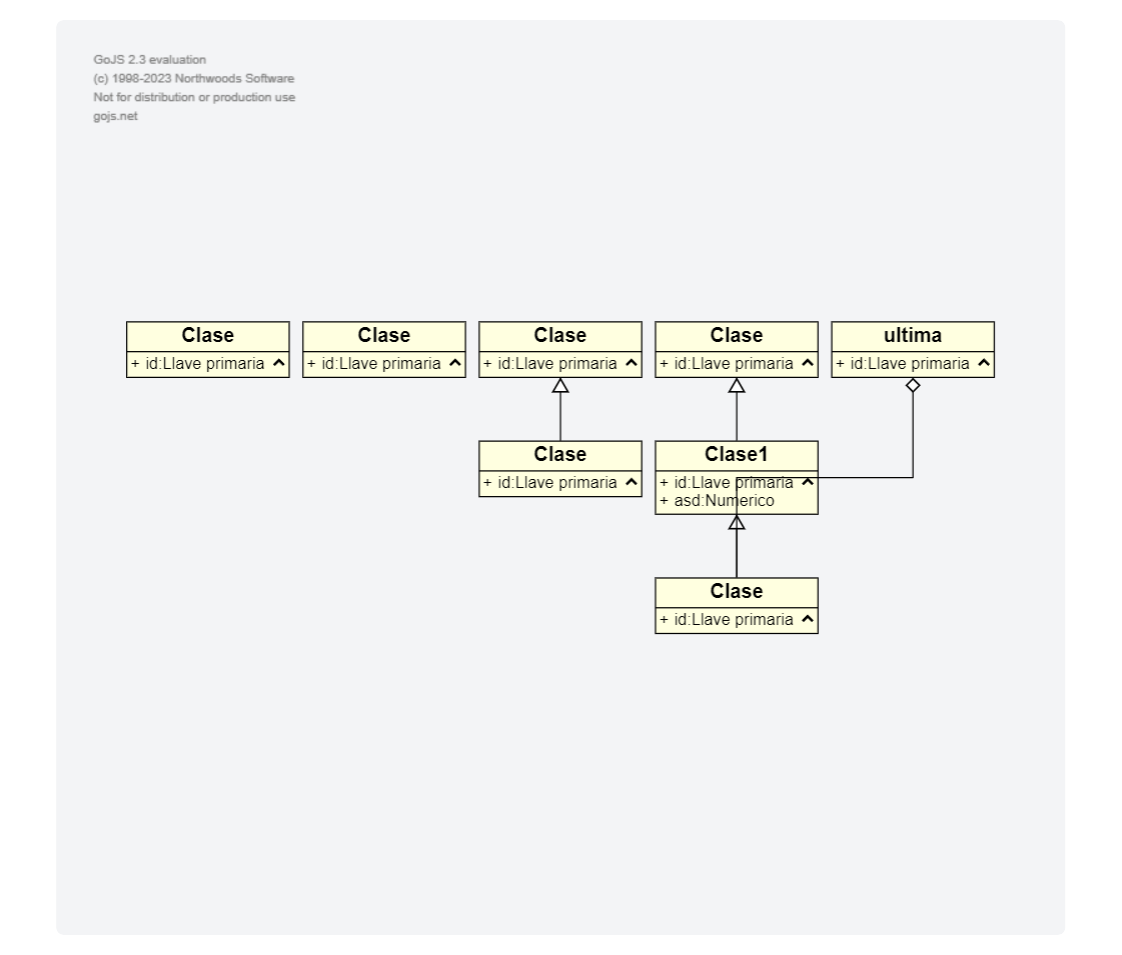 GoJS 2.3 evaluation
(c) 1998-2023 Northwoods Software
Not for distribution or production use
gojs.net
Clase
+ id:Llave primaria
Clase
+ id:Llave primaria
Clase
+ id:Llave primaria
Clase
+ id:Llave primaria
ultima
+ id:Llave primaria
Clase
+ id:Llave primaria
Clase1
+ id:Llave primaria
+ asd:Numerico
Clase
+ id:Llave primaria